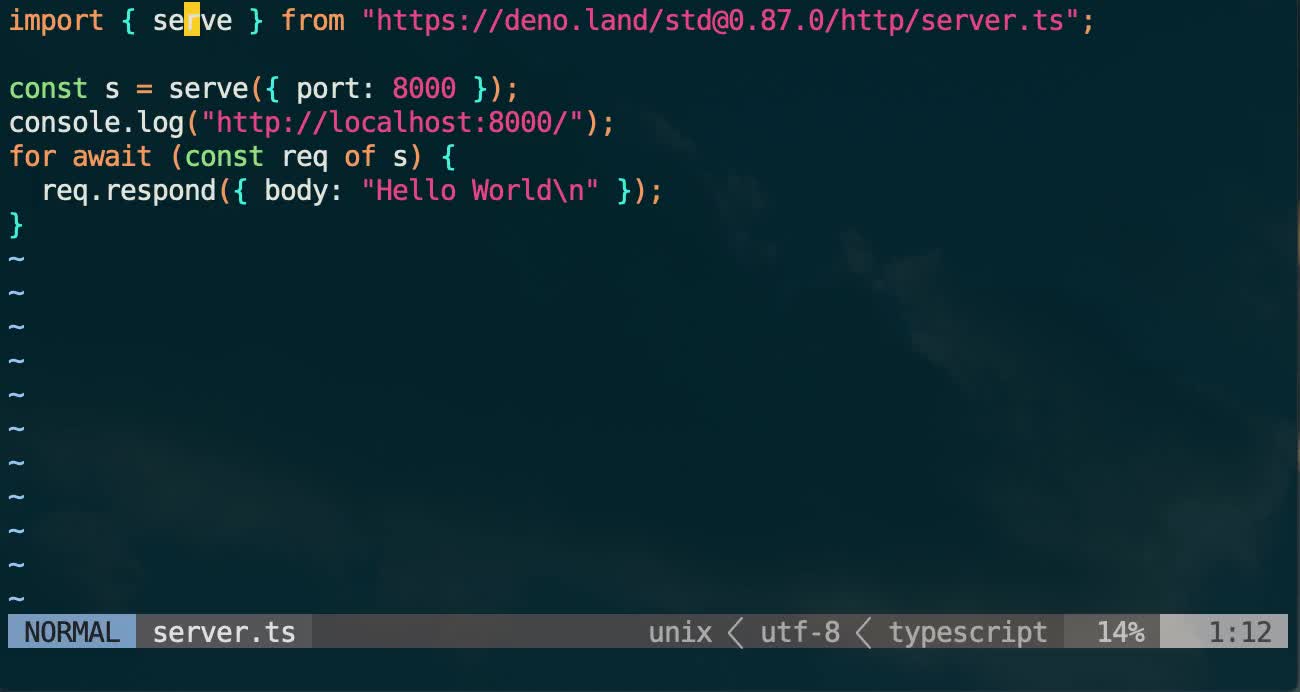 import { serve } from "https://deno.land/std@0.87.0/http/server.ts";

const s = serve({ port: 8000 });
console.log("http://localhost:8000/");
for await (const req of s) {
  req.respond({ body: "Hello World\n" });
}
~
~
~
~
~
~
~
~
~
~
~
NORMAL server.ts unix < utf-8 < typescript 14% 1:12